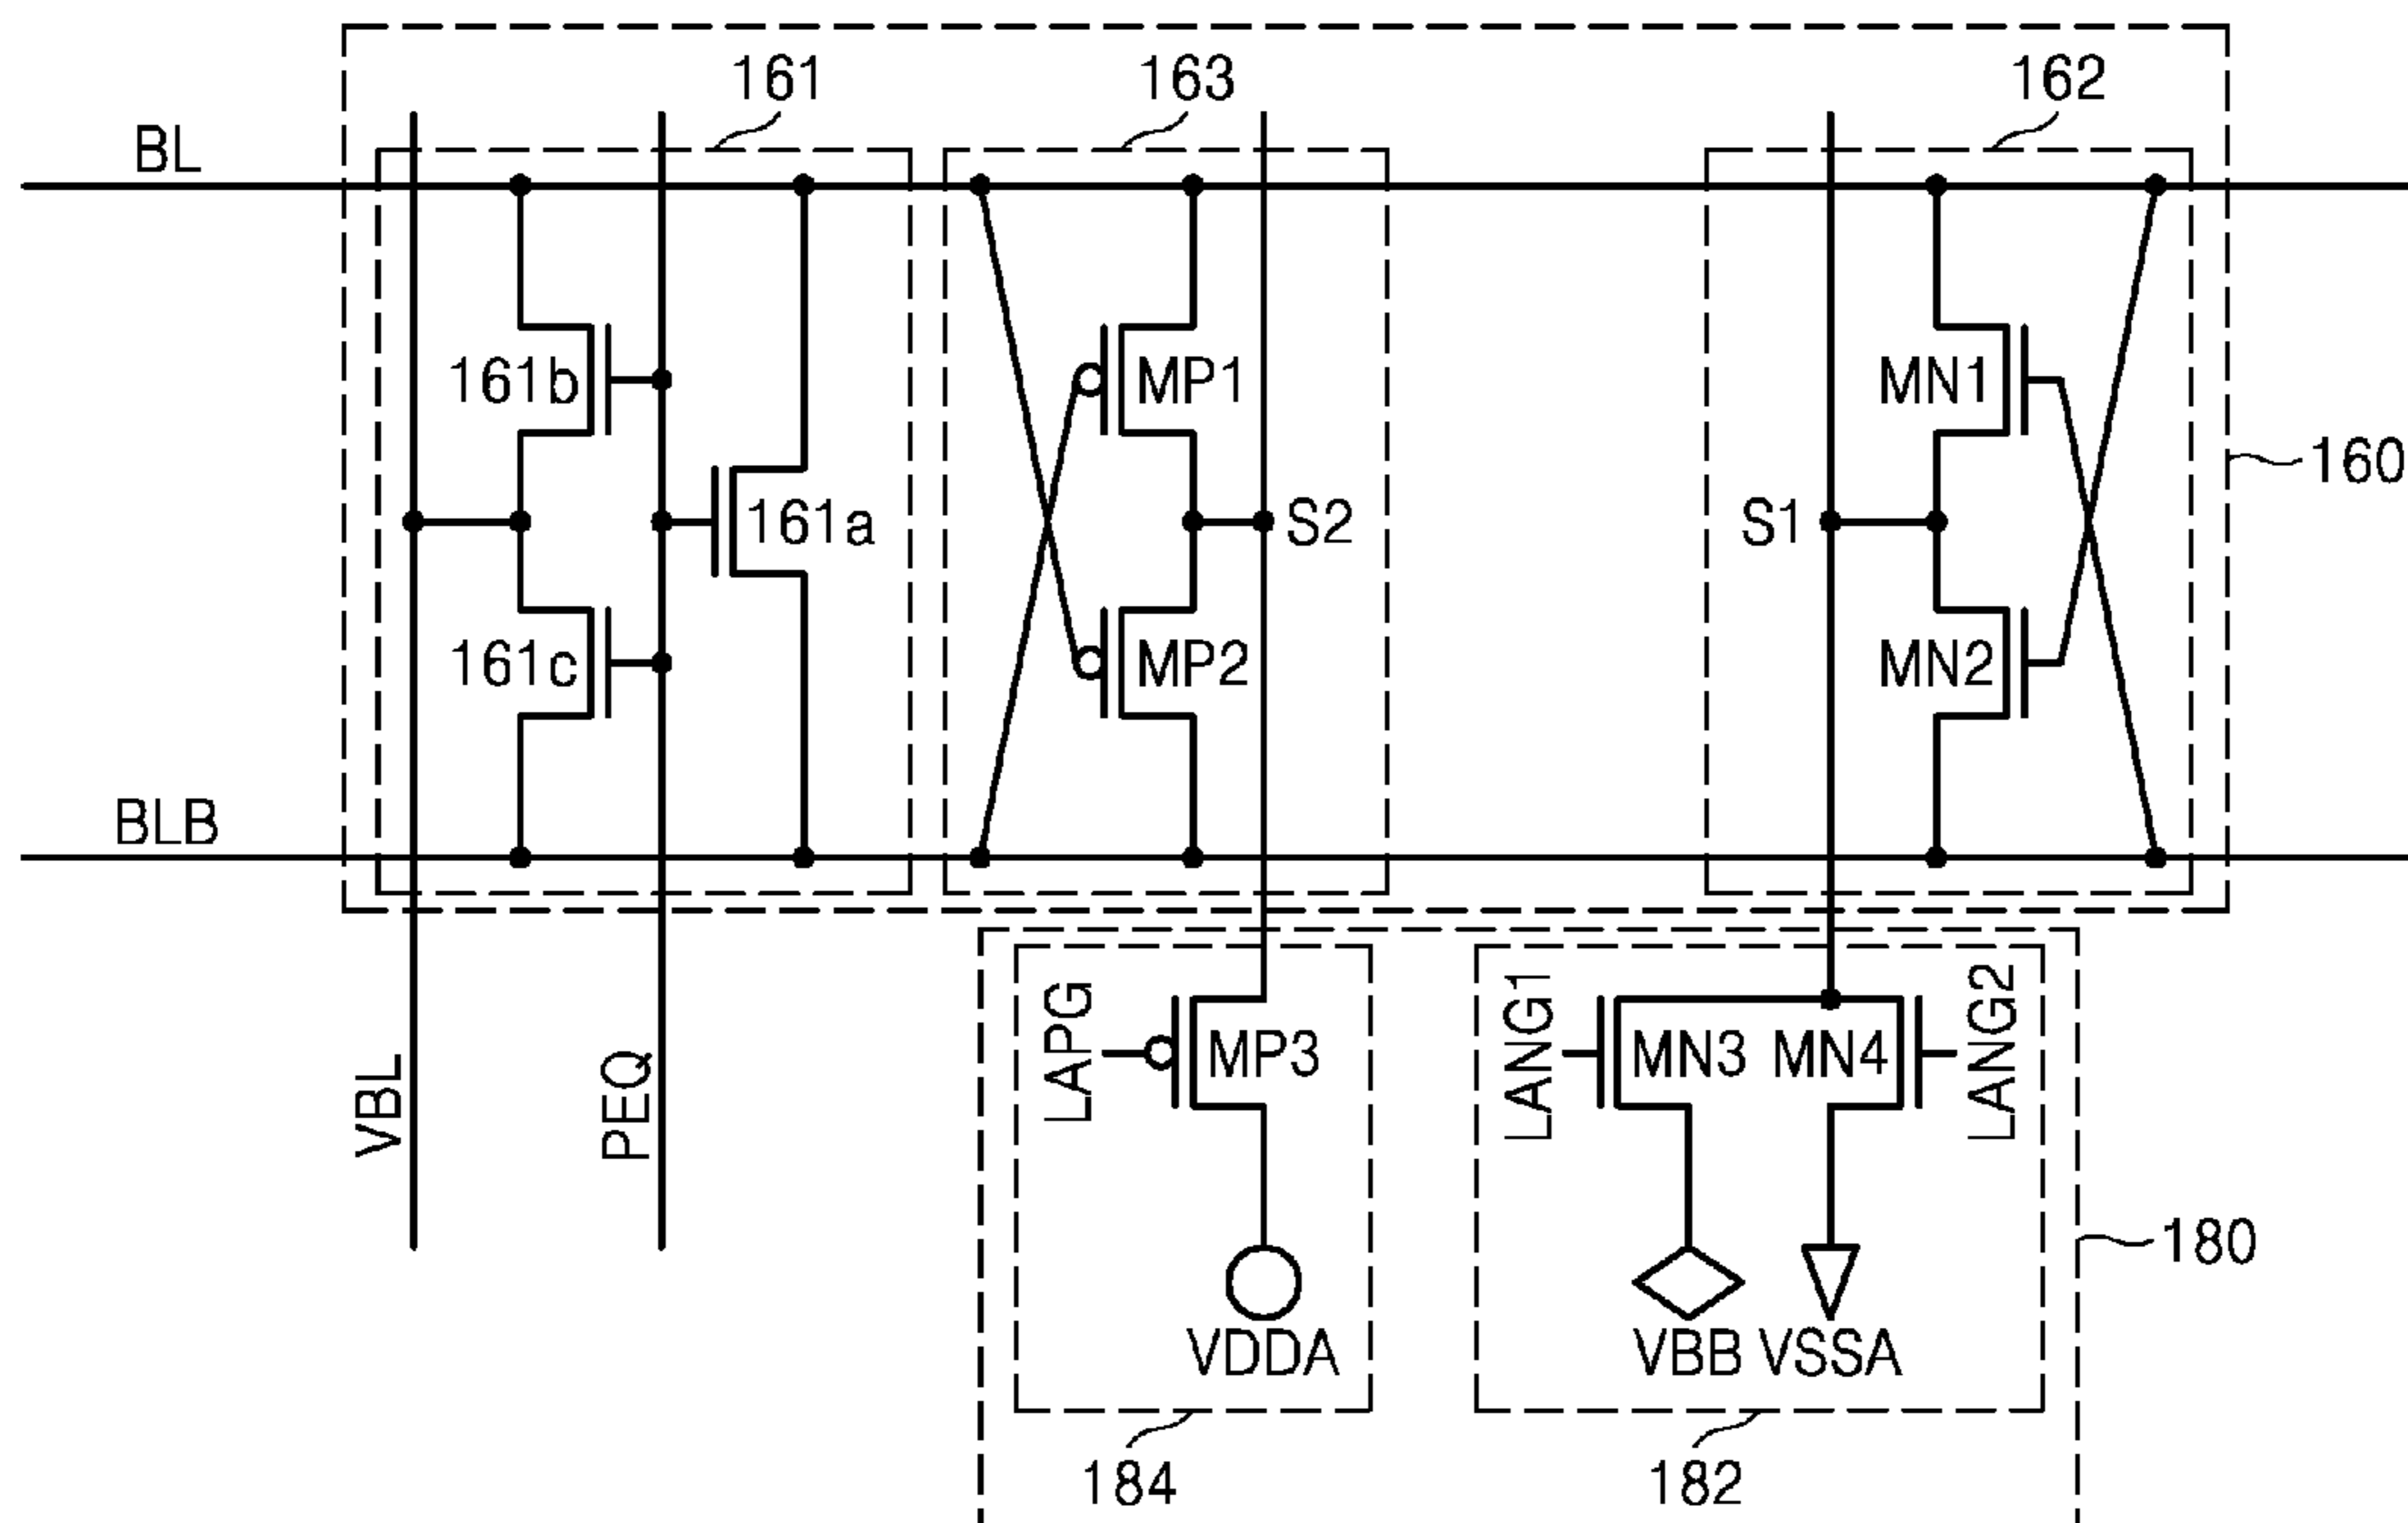 161
163
162
BL
161b
MP1
MN1
160
161a
S2
S1
161c
MP2
MN2
BLB
LAPG
MP3
LANG1
MN3
MN4
LANG2
VBL
PEQ
180
VDDA
VBB
VSSA
184
182